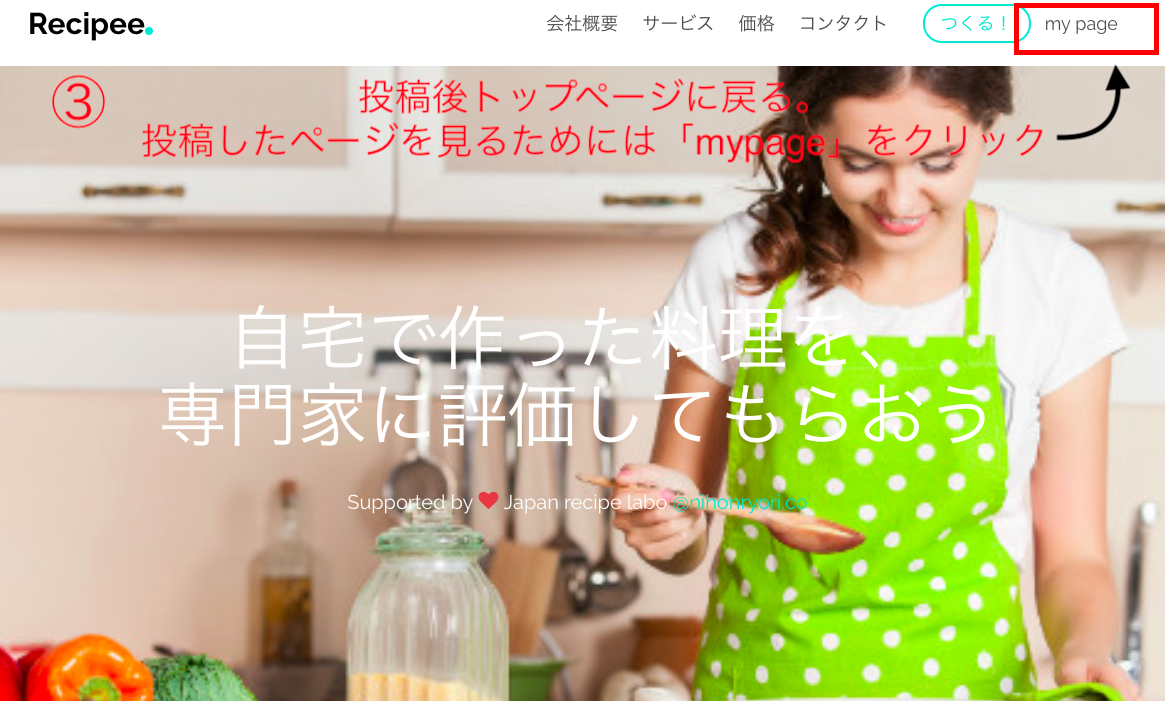 Recipee.
会社概要 サービス 価格 コンタクト つくる！ my page
③
投稿後トップページに戻る。
投稿したページを見るためには「mypage」をクリック
自宅で作った料理を、
専門家に評価してもらおう
Supported by ♥ Japan recipe labo @nihonryori.co